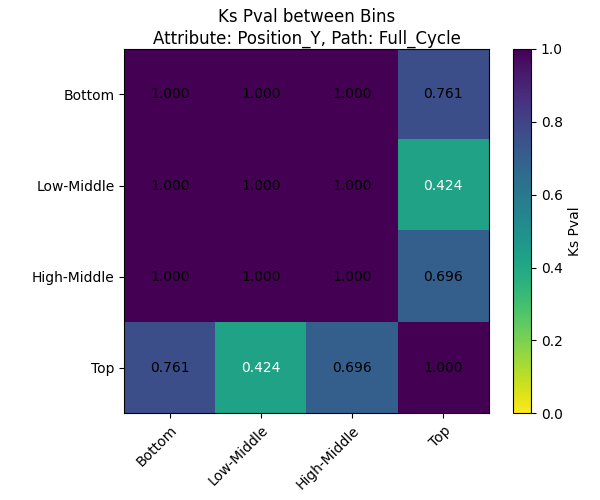 Ks Pval between Bins
Attribute: Position_Y, Path: Full_Cycle
Bottom 1.000 1.000 1.000 0.761
Low-Middle 1.000 1.000 1.000 0.424
High-Middle 1.000 1.000 1.000 0.696
Top 0.761 0.424 0.696 1.000
Bottom Low-Middle High-Middle Top
1.0
0.8
0.6
0.4
0.2
0.0
Ks Pval